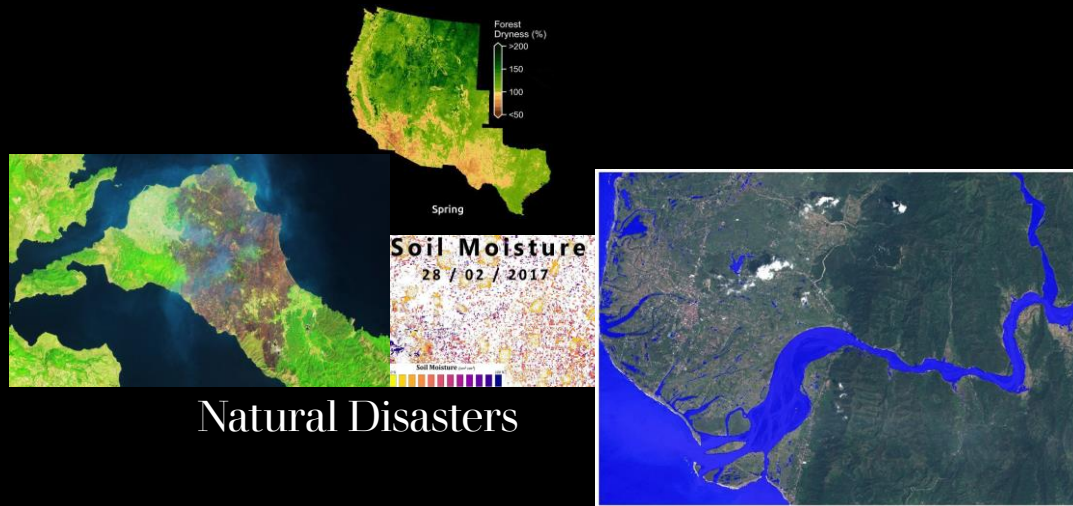 Forest
Dryness (%)
>200
150
100
<50
Spring
Soil Moisture
28 / 02 / 2017
Soil Moisture
Natural Disasters